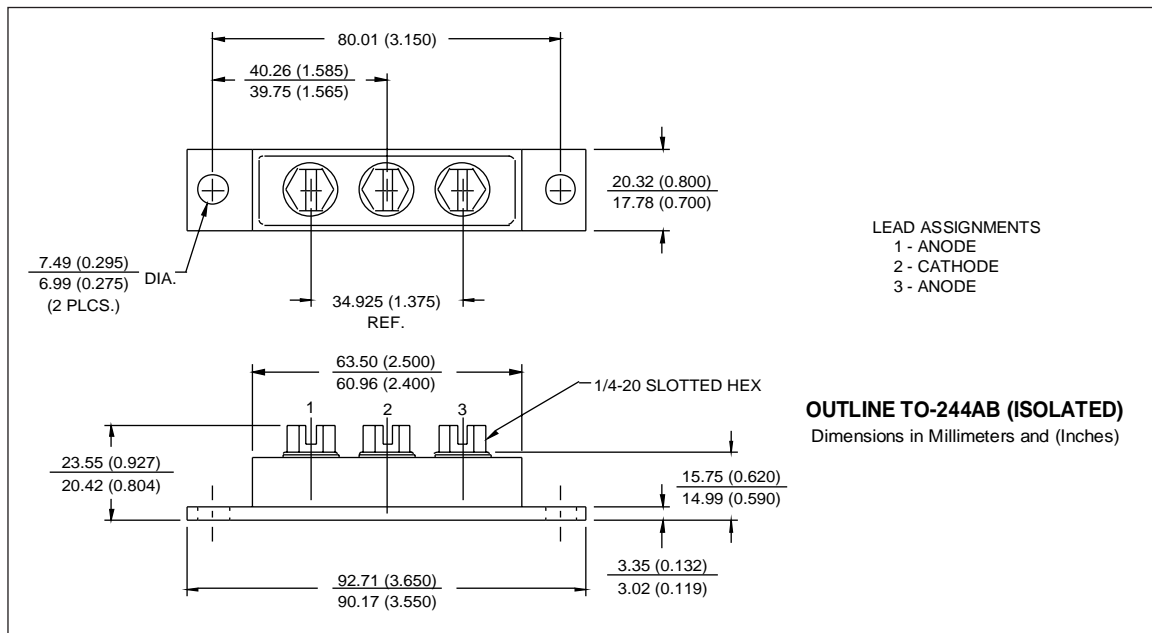 80.01 (3.150)
40.26 (1.585)
39.75 (1.565)
20.32 (0.800)
17.78 (0.700)
7.49 (0.295)
6.99 (0.275)
DIA.
(2 PLCS.)
34.925 (1.375)
REF.
LEAD ASSIGNMENTS
1 - ANODE
2 - CATHODE
3 - ANODE
63.50 (2.500)
60.96 (2.400)
1/4-20 SLOTTED HEX
1
2
3
OUTLINE TO-244AB (ISOLATED)
Dimensions in Millimeters and (Inches)
23.55 (0.927)
20.42 (0.804)
15.75 (0.620)
14.99 (0.590)
3.35 (0.132)
3.02 (0.119)
92.71 (3.650)
90.17 (3.550)